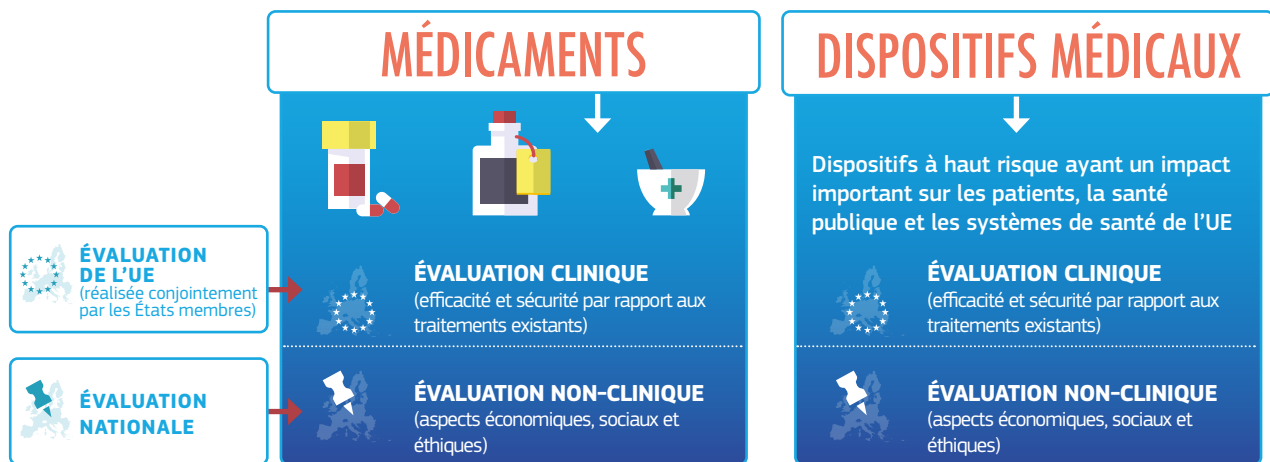 MÉDICAMENTS
DISPOSITIFS MÉDICAUX
Dispositifs à haut risque ayant un impact
important sur les patients, la santé
publique et les systèmes de santé de l'UE
ÉVALUATION
DE L'UE
(réalisée conjointement
par les États membres)
ÉVALUATION CLINIQUE
(efficacité et sécurité par rapport aux
traitements existants)
ÉVALUATION CLINIQUE
(efficacité et sécurité par rapport aux
traitements existants)
ÉVALUATION
NATIONALE
ÉVALUATION NON-CLINIQUE
(aspects économiques, sociaux et
éthiques)
ÉVALUATION NON-CLINIQUE
(aspects économiques, sociaux et
éthiques)